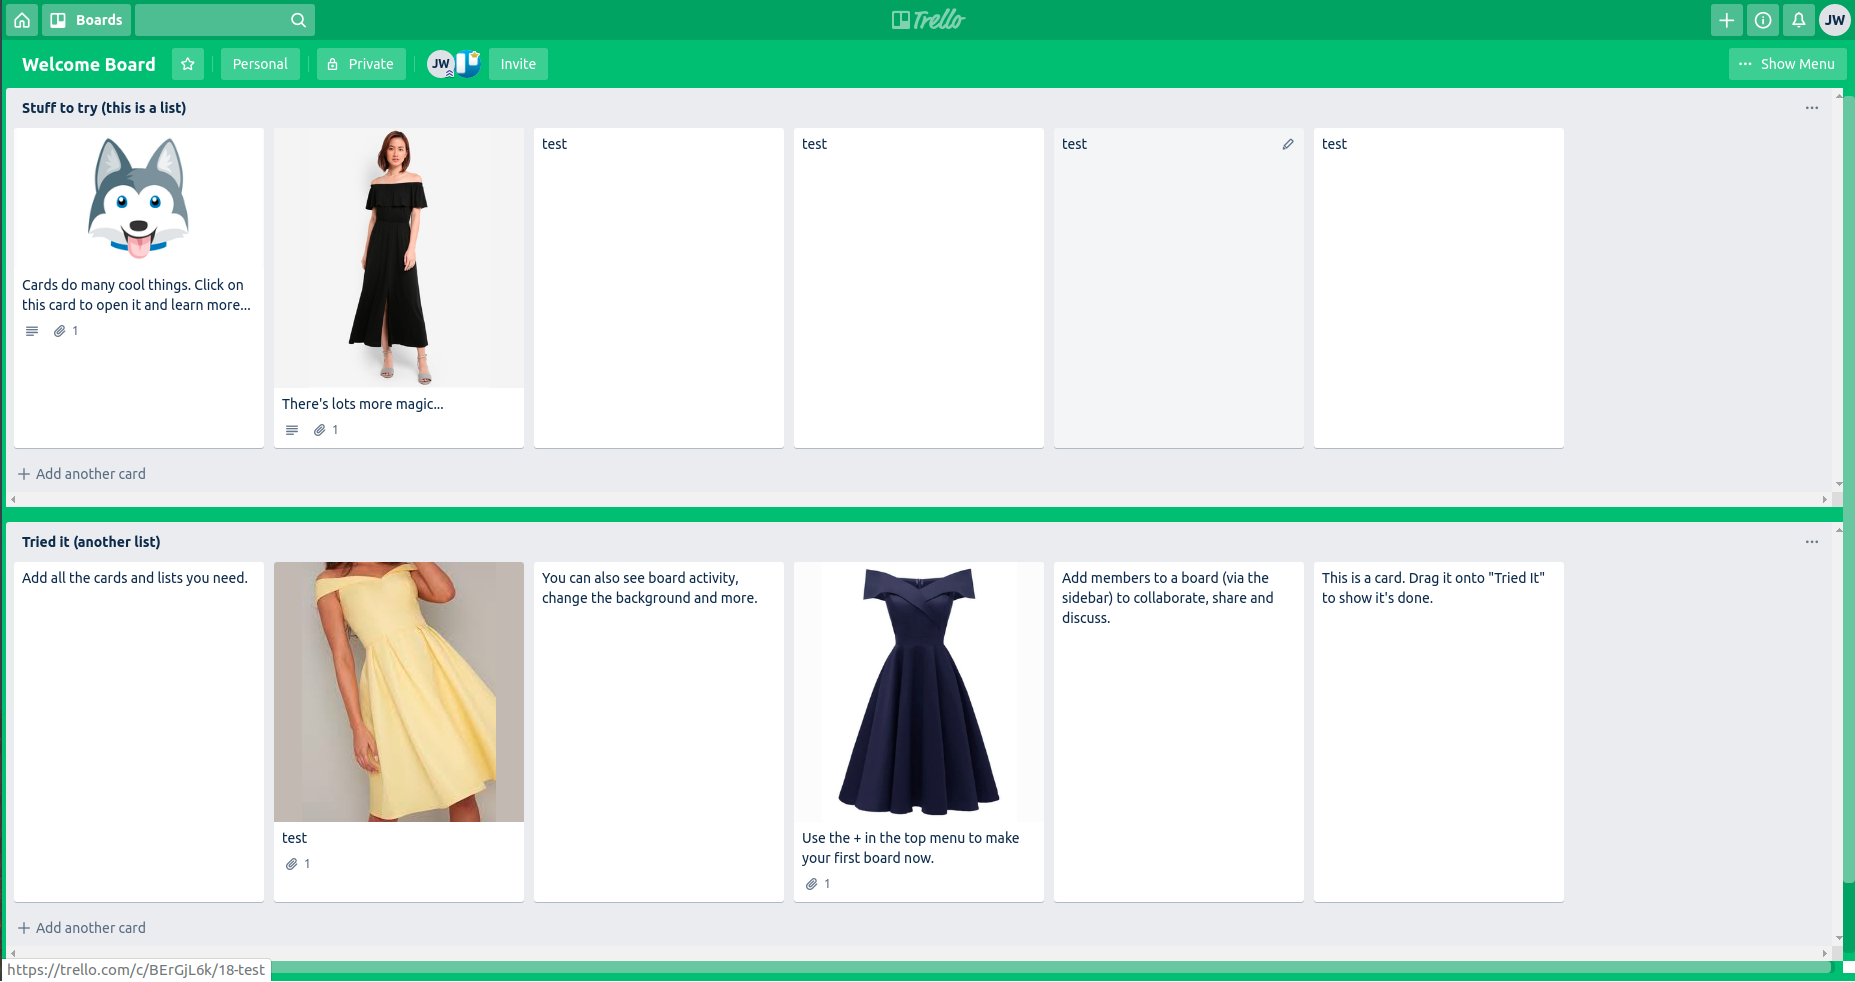 Boards
Trello
JW
Welcome Board
Personal
Private
JW
Invite
... Show Menu
Stuff to try (this is a list)
...
Cards do many cool things. Click on
this card to open it and learn more...
1
There's lots more magic...
1
test
test
test
test
+ Add another card
Tried it (another list)
...
Add all the cards and lists you need.
test
1
You can also see board activity,
change the background and more.
Use the + in the top menu to make
your first board now.
1
Add members to a board (via the
sidebar) to collaborate, share and
discuss.
This is a card. Drag it onto "Tried It"
to show it's done.
+ Add another card
https://trello.com/c/BErGjL6k/18-test